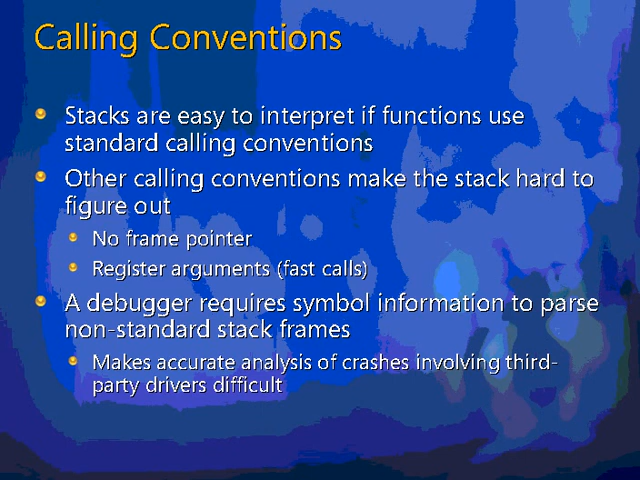 Calling Conventions
Stacks are easy to interpret if functions use
standard calling conventions
Other calling conventions make the stack hard to
figure out
No frame pointer
Register arguments (fast calls)
A debugger requires symbol information to parse
non-standard stack frames
Makes accurate analysis of crashes involving third-
party drivers difficult